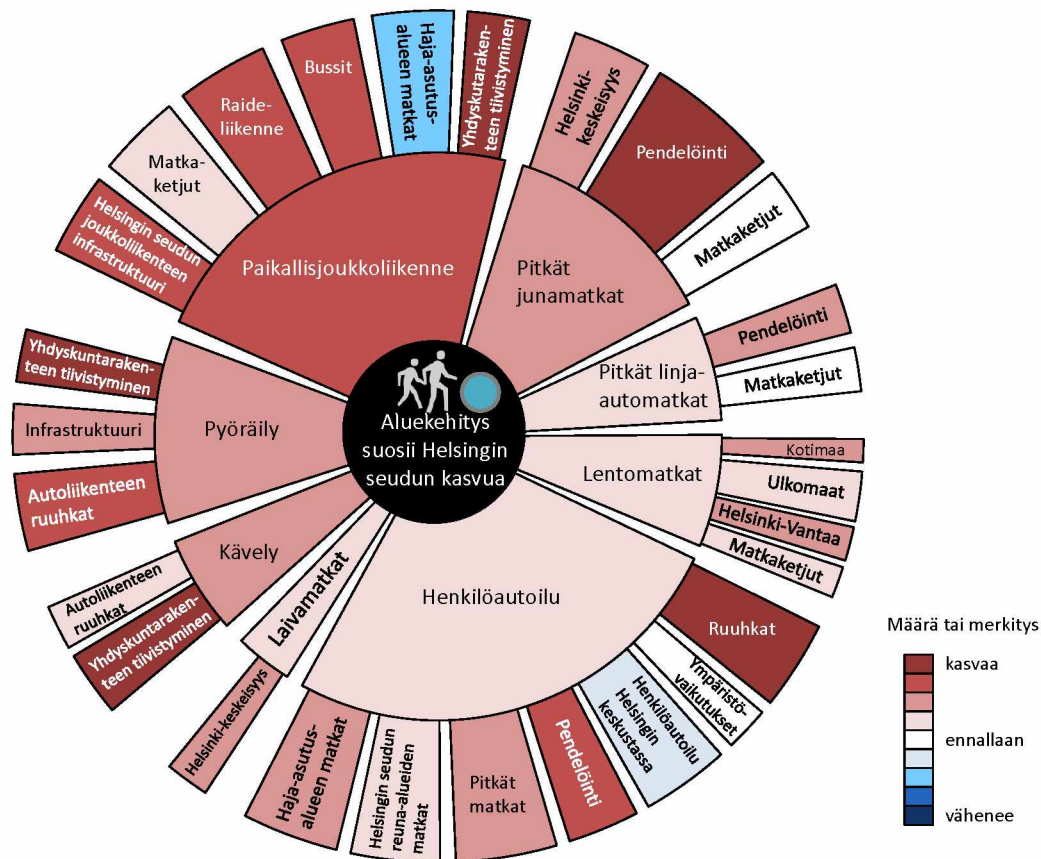 Aluekehitys
suosii Helsingin
seudun kasvua
Paikallisjoukkoliikenne
Helsingin seudun
joukkoliikenteen
infrastruktuuri
Matka-
ketjut
Raide-
liikenne
Bussit
Haja-asutus-
alueen matkat
Yhdyskutaraken-
teen tiivistyminen
Pitkät
junamatkat
Helsinki-
keskeisyys
Pendelöinti
Matkaketjut
Pitkät linja-
automatkat
Pendelöinti
Matkaketjut
Lentomatkat
Kotimaa
Ulkomaat
Helsinki-Vantaa
Matkaketjut
Henkilöautoilu
Ruuhkat
Ympäristö-
vaikutukset
Henkilöautoilu
Helsingin
keskustassa
Pendelöinti
Pitkät
matkat
Helsingin seudun
reuna-alueiden
matkat
Haja-asutus-
alueen matkat
Laivamatkat
Helsinki-keskeisyys
Kävely
Yhdyskuntaraken-
teen tiivistyminen
Autoliikenteen
ruuhkat
Pyöräily
Autoliikenteen
ruuhkat
Infrastruktuuri
Yhdyskuntaraken-
teen tiivistyminen
Määrä tai merkitys
kasvaa
ennallaan
vähenee